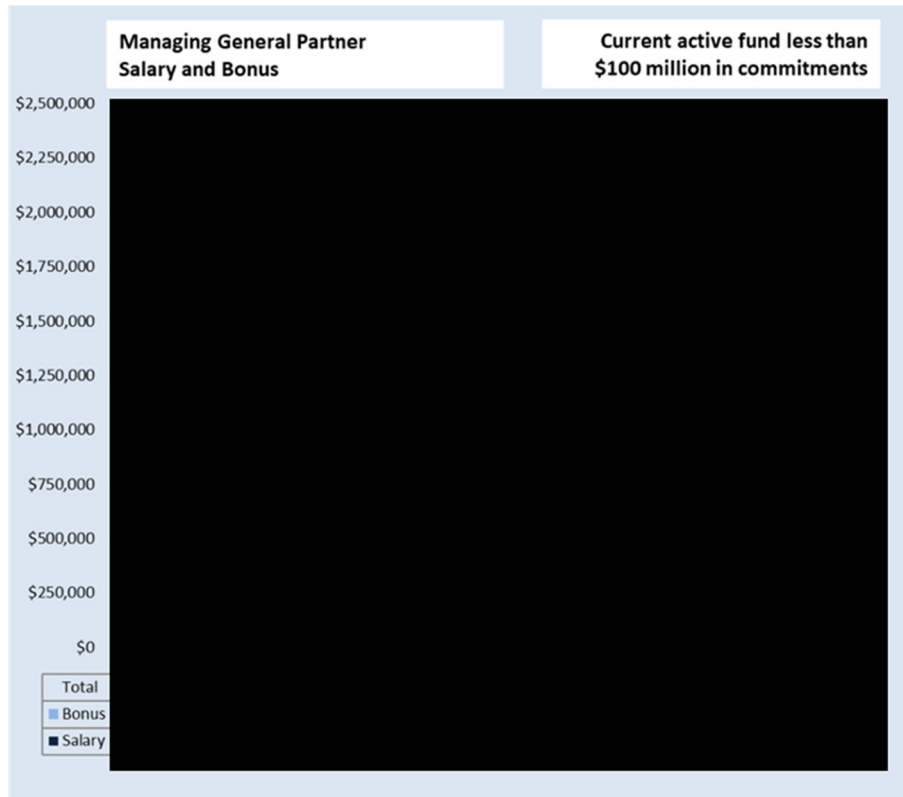 Managing General Partner
Salary and Bonus
Current active fund less than
$100 million in commitments
$2,500,000
$2,250,000
$2,000,000
$1,750,000
$1,500,000
$1,250,000
$1,000,000
$750,000
$500,000
$250,000
$0
Total
Bonus
Salary